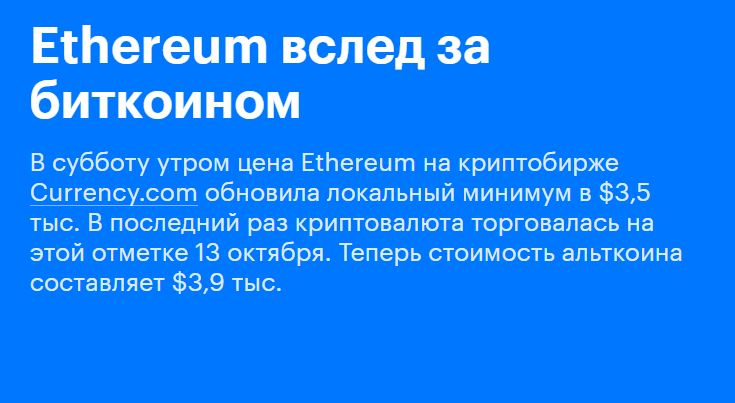 Ethereum вслед за
биткоином
В субботу утром цена Ethereum на криптобирже
Currency.com обновила локальный минимум в $3,5
тыс. В последний раз криптовалюта торговалась на
этой отметке 13 октября. Теперь стоимость альткоина
составляет $3,9 тыс.